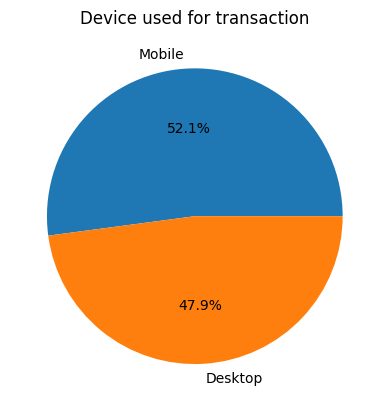 Device used for transaction
Mobile
52.1%
47.9%
Desktop